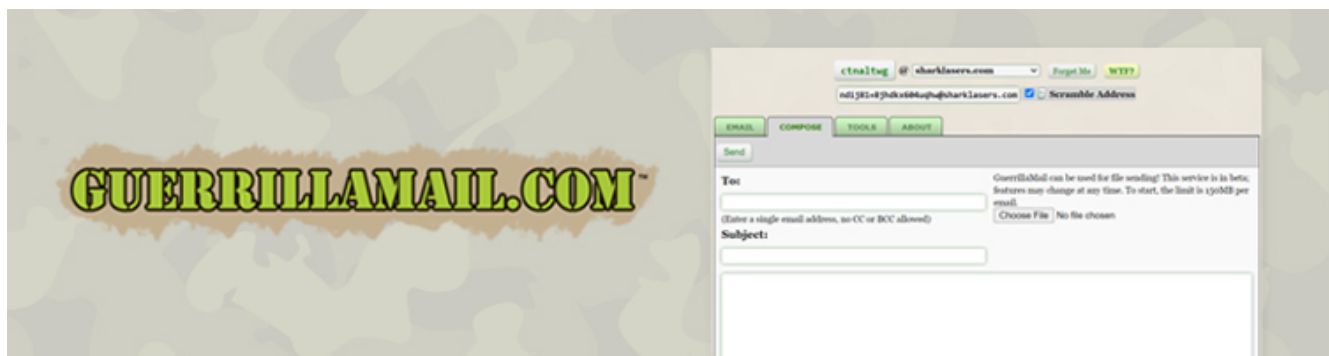 GUERRILLAMAIL.COM™
ctnaltwg @ sharklasers.com Forget Me WTF?
Scramble Address
EMAIL COMPOSE TOOLS ABOUT
Send
To:
(Enter a single email address, no CC or BCC allowed)
Subject:
GuerrillaMail can be used for file sending! This service is in beta;
features may change at any time. To start, the limit is 150MB per
email.
Choose File No file chosen